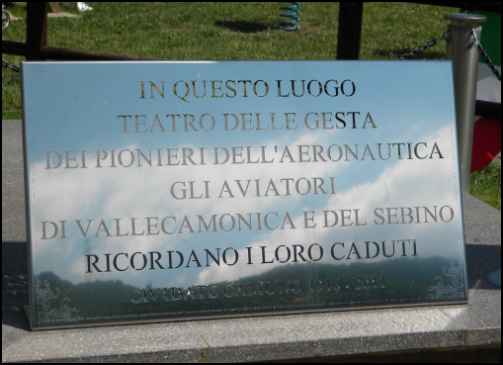 IN QUESTO LUOGO
TEATRO DELLE GESTA
DEI PIONIERI DELL'AERONAUTICA
GLI AVIATORI
DI VALLECAMONICA E DEL SEBINO
RICORDANO I LORO CADUTI